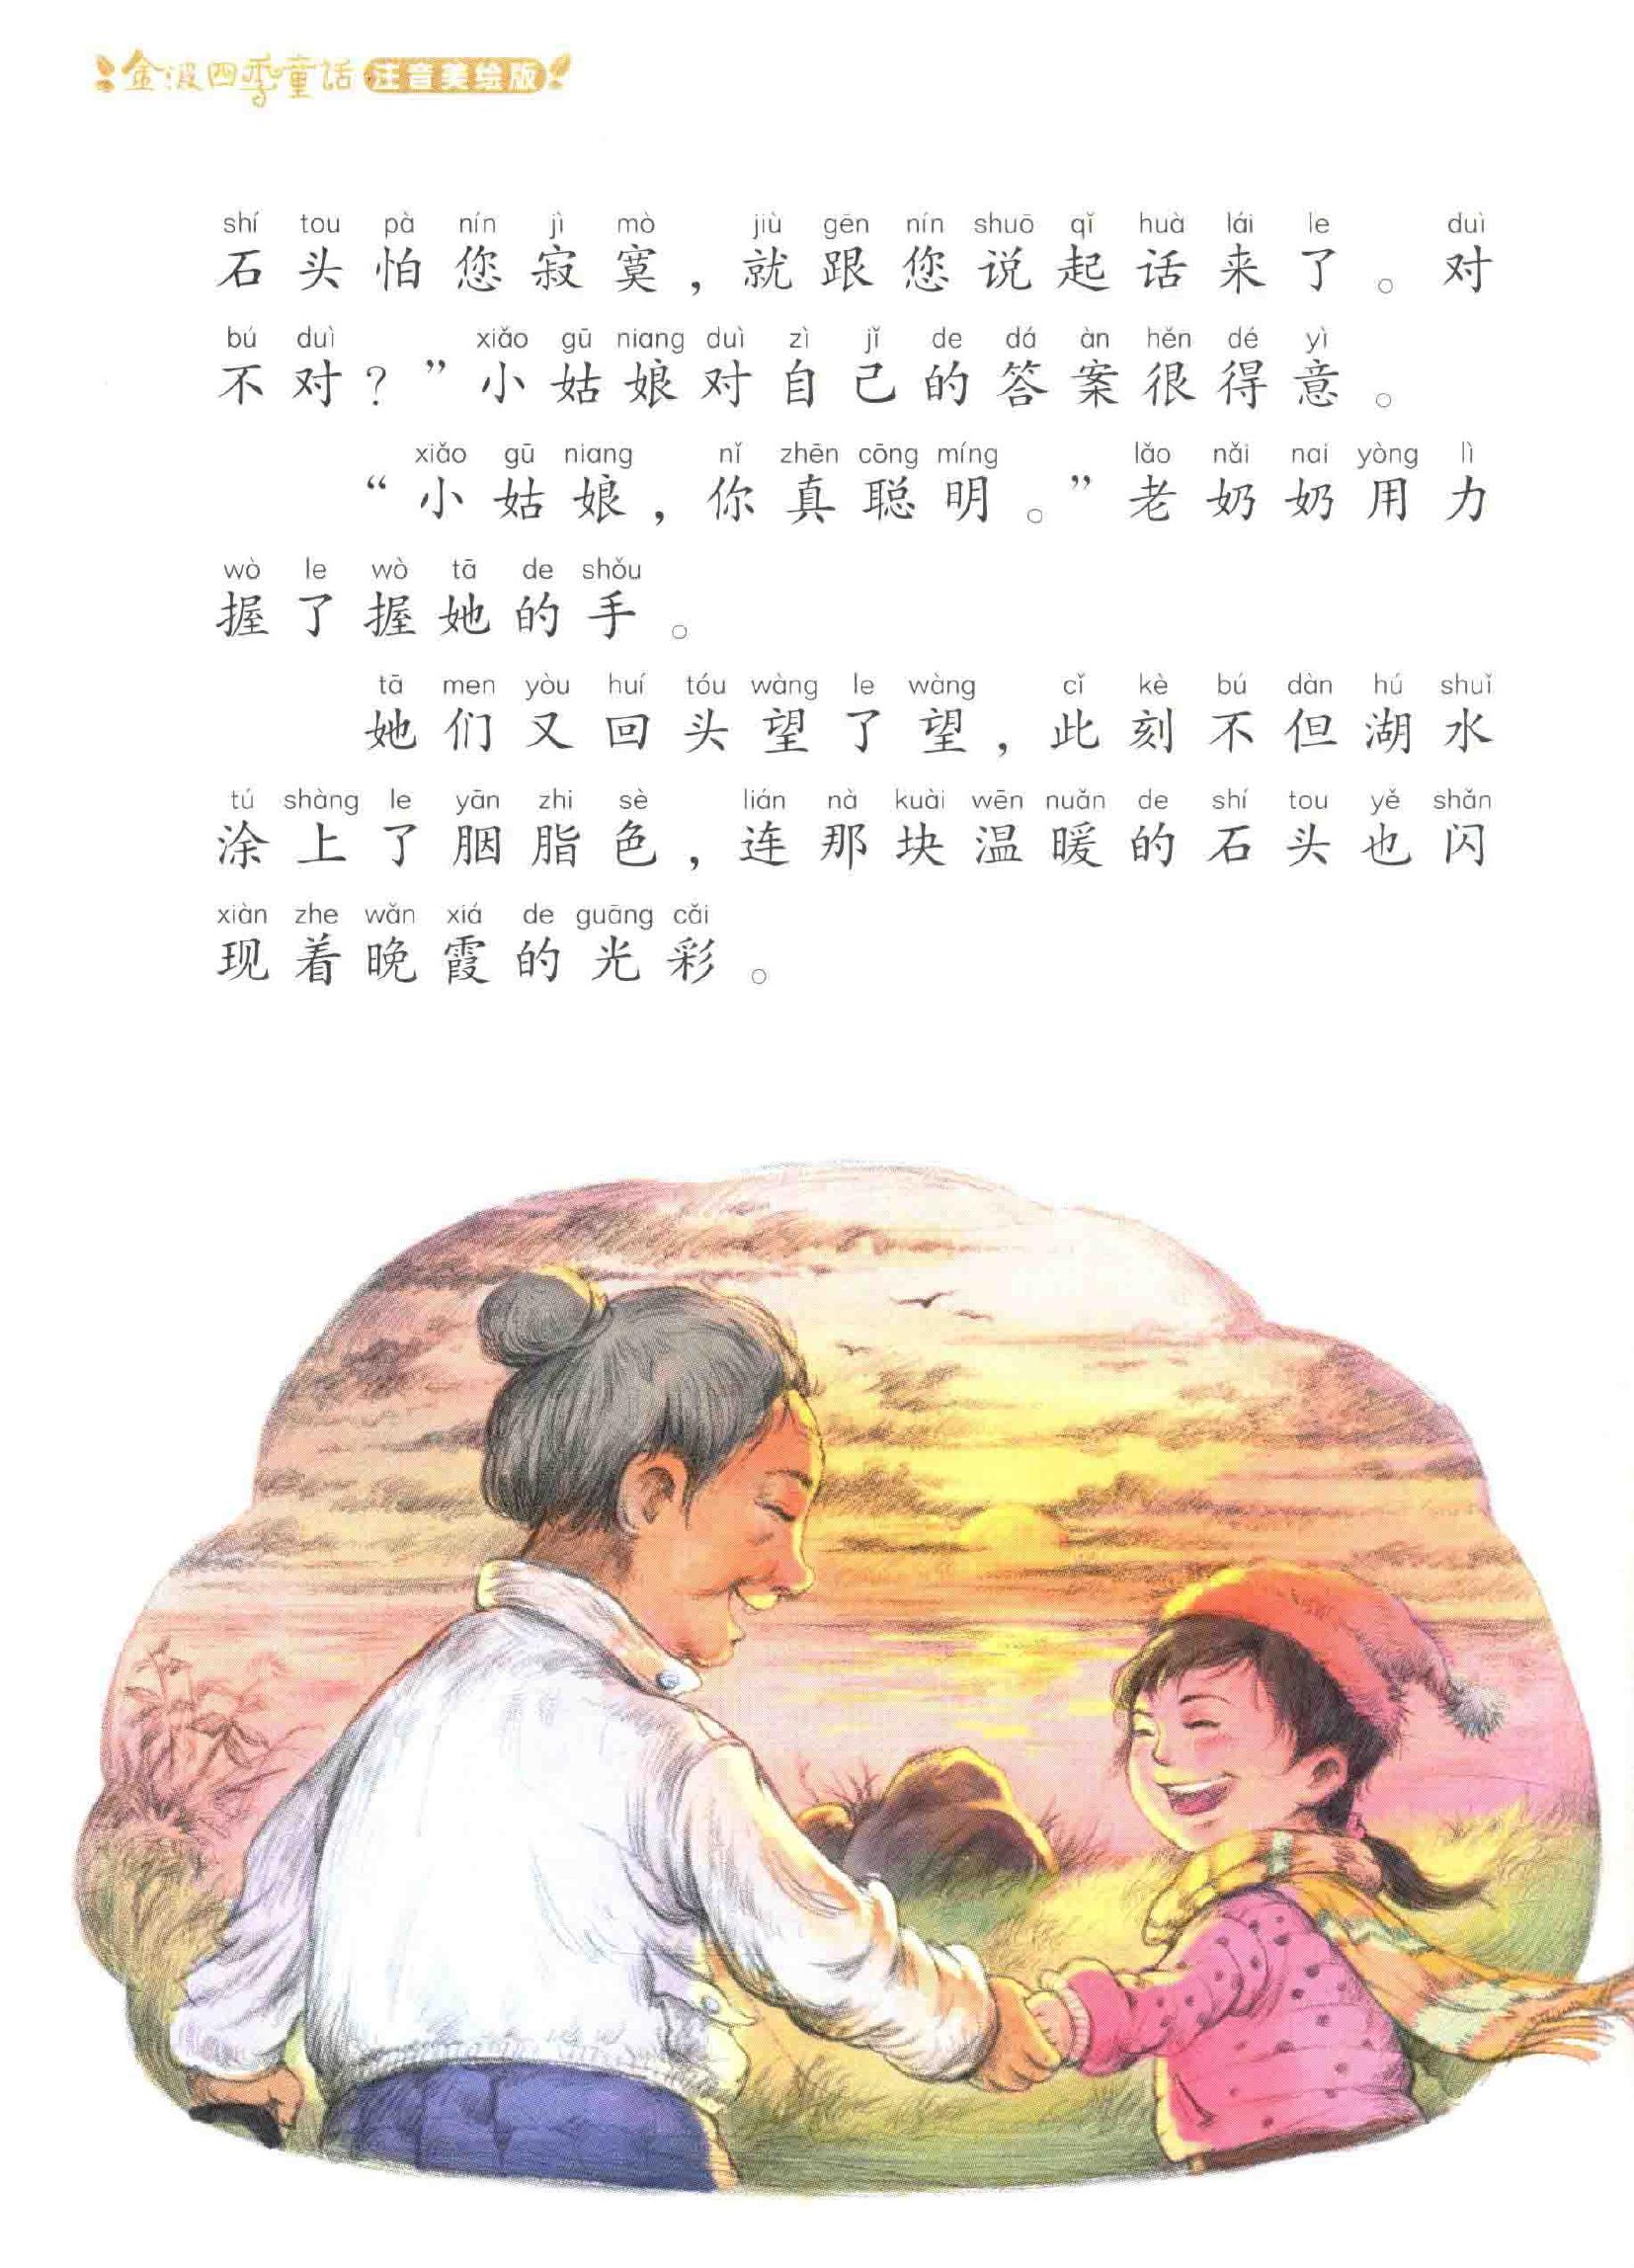 金波四季童话 注音美绘版
shí tou pà nín jì mò jiù gēn nín shuō qǐ huà lái le duì
石头怕您寂寞，就跟您说起话来了。对
bú duì xiǎo gū niang duì zì jǐ de dá àn hěn dé yì
不对？”小姑娘对自己的答案很得意。
xiǎo gū niang nǐ zhēn cōng míng lǎo nǎi nai yòng lì
“小姑娘，你真聪明。”老奶奶用力
wò le wò tā de shǒu
握了握她的手。
tā men yòu huí tóu wàng le wàng cǐ kè bú dàn hú shuǐ
她们又回头望了望，此刻不但湖水
tú shàng le yān zhi sè lián nà kuài wēn nuǎn de shí tou yě shǎn
涂上了胭脂色，连那块温暖的石头也闪
xiàn zhe wǎn xiá de guāng cǎi
现着晚霞的光彩。